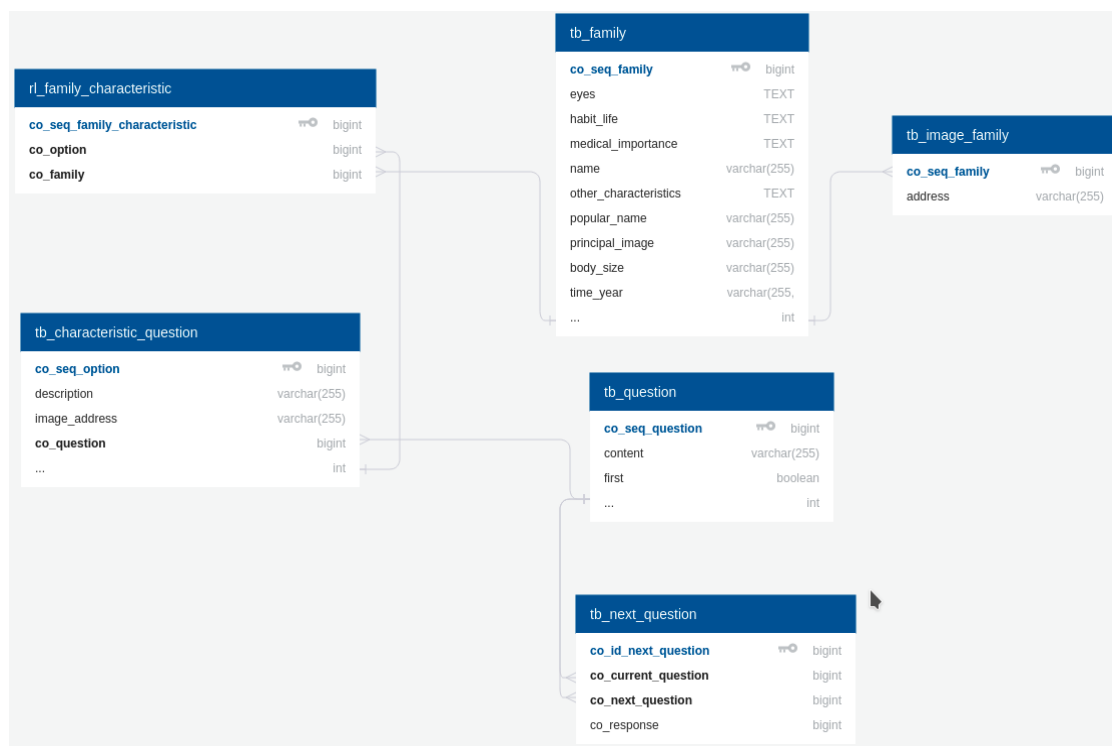 tb_family
co_seq_family bigint
eyes TEXT
habit_life TEXT
medical_importance TEXT
name varchar(255)
other_characteristics TEXT
popular_name varchar(255)
principal_image varchar(255)
body_size varchar(255)
time_year varchar(255,
... int
rl_family_characteristic
co_seq_family_characteristic bigint
co_option bigint
co_family bigint
tb_image_family
co_seq_family bigint
address varchar(255)
tb_characteristic_question
co_seq_option bigint
description varchar(255)
image_address varchar(255)
co_question bigint
... int
tb_question
co_seq_question bigint
content varchar(255)
first boolean
... int
tb_next_question
co_id_next_question bigint
co_current_question bigint
co_next_question bigint
co_response bigint